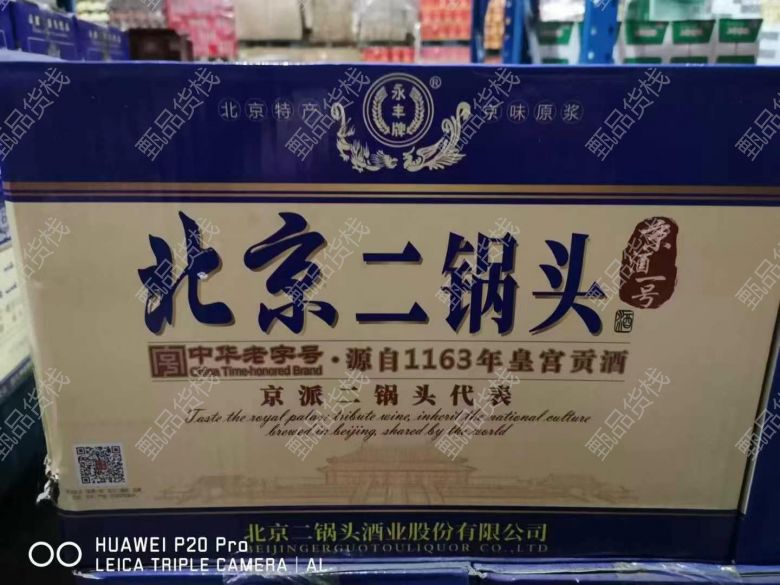 北京特产
永丰牌
®
京味原浆
北京二锅头
原酒一号
酒
中华老字号
China Time-honored Brand
·源自1163年皇宫贡酒
京派二锅头代表
Taste the royal palace tribute wine, inherit the national culture
brewed in beijing, shared by the world
北京二锅头酒业股份有限公司
BEIJINGERGUOTOULIQUOR CO.,LTD
HUAWEI P20 Pro
LEICA TRIPLE CAMERA | AL
甄品货栈